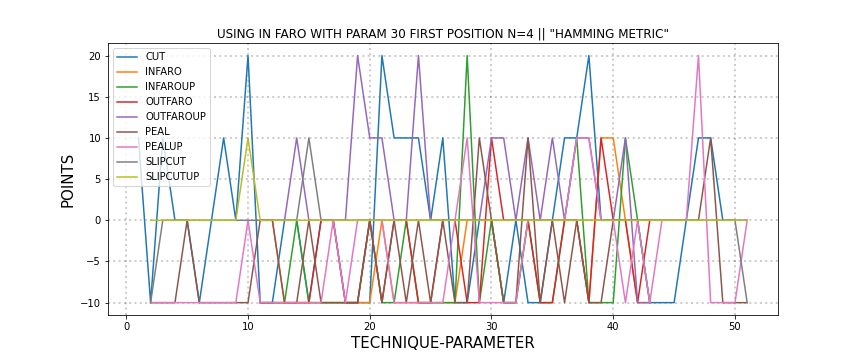 USING IN FARO WITH PARAM 30 FIRST POSITION N=4 || "HAMMING METRIC"
20
15
10
5
0
−5
−10
POINTS
CUT
INFARO
INFAROUP
OUTFARO
OUTFAROUP
PEAL
PEALUP
SLIPCUT
SLIPCUTUP
0 10 20 30 40 50
TECHNIQUE-PARAMETER